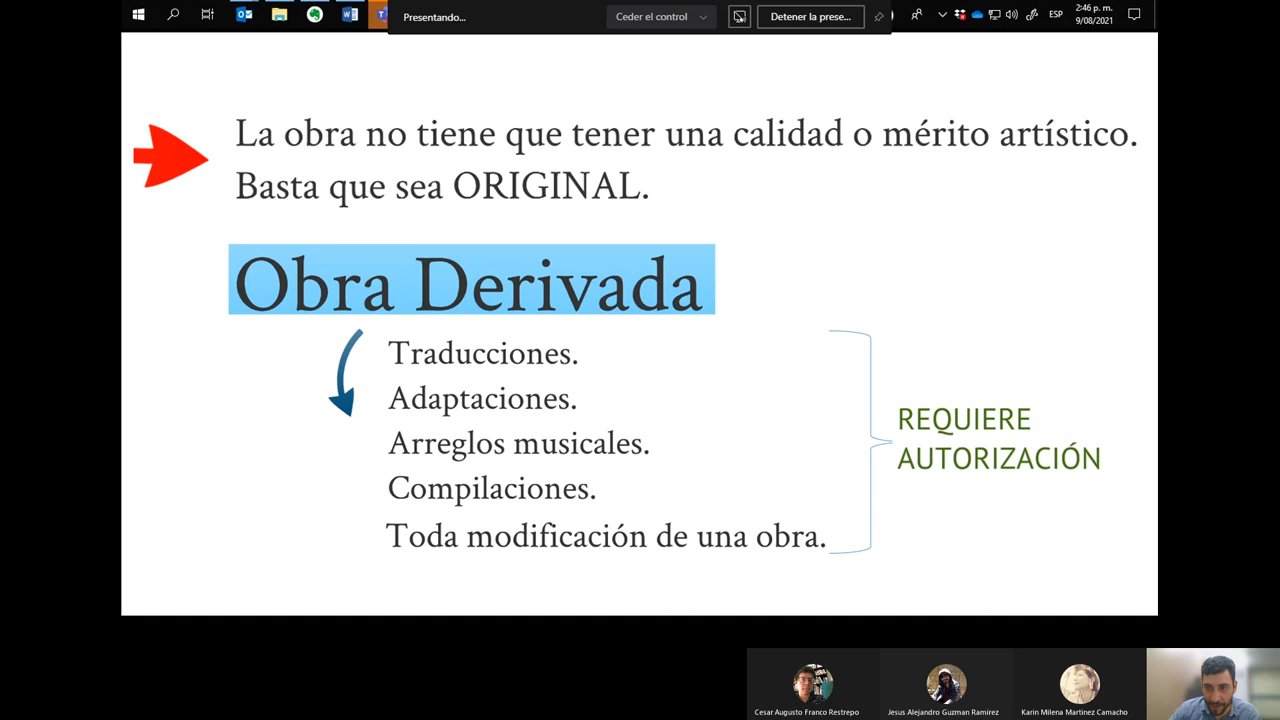 Presentando...
Ceder el control
Detener la prese...
ESP
2:46 p. m.
9/08/2021
La obra no tiene que tener una calidad o mérito artístico.
Basta que sea ORIGINAL.
Obra Derivada
Traducciones.
Adaptaciones.
Arreglos musicales.
Compilaciones.
Toda modificación de una obra.
REQUIERE
AUTORIZACIÓN
Cesar Augusto Franco Restrepo
Jesus Alejandro Guzman Ramirez
Karin Milena Martinez Camacho